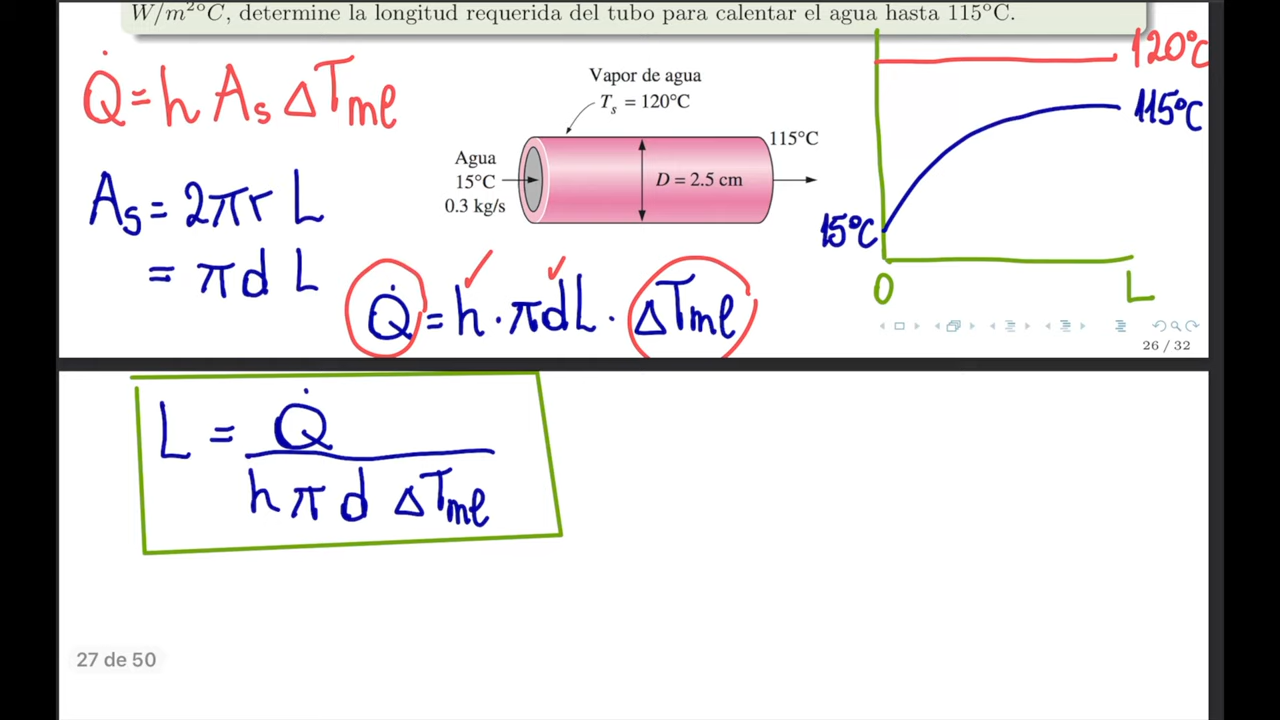 W/m²°C, determine la longitud requerida del tubo para calentar el agua hasta 115°C.
Q̇ = h As ΔTmℓ
As = 2πr L
= πd L
Vapor de agua
Ts = 120°C
Agua
15°C
0.3 kg/s
D = 2.5 cm
115°C
120°C
115°C
15°C
0
L
Q̇ = h · πdL · ΔTmℓ
26 / 32
L = Q̇
h π d ΔTmℓ
27 de 50